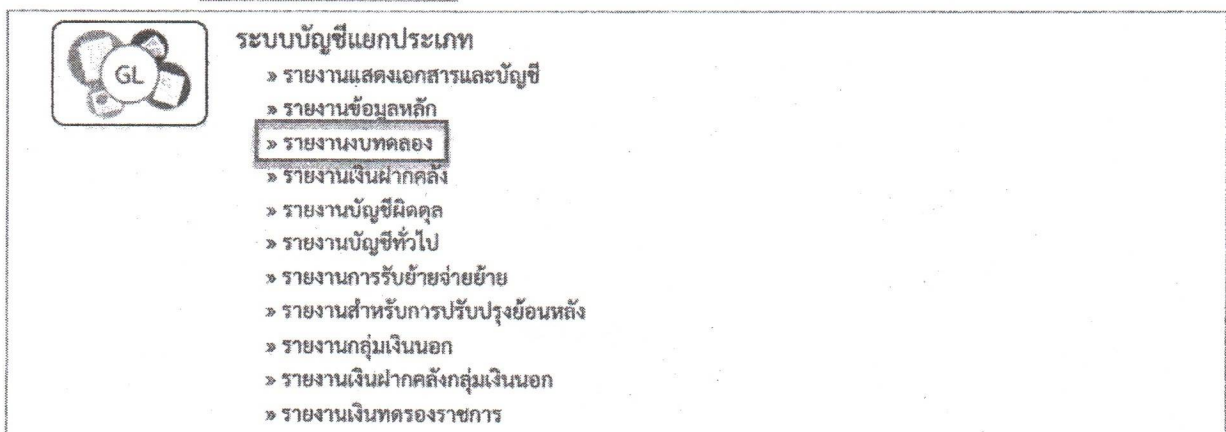 GL
ระบบบัญชีแยกประเภท
» รายงานแสดงเอกสารและบัญชี
» รายงานข้อมูลหลัก
» รายงานงบทดลอง
» รายงานเงินฝากคลัง
» รายงานบัญชีผิดดุล
» รายงานบัญชีทั่วไป
» รายงานการรับย้ายจ่ายย้าย
» รายงานสำหรับการปรับปรุงย้อนหลัง
» รายงานกลุ่มเงินนอก
» รายงานเงินฝากคลังกลุ่มเงินนอก
» รายงานเงินทดรองราชการ